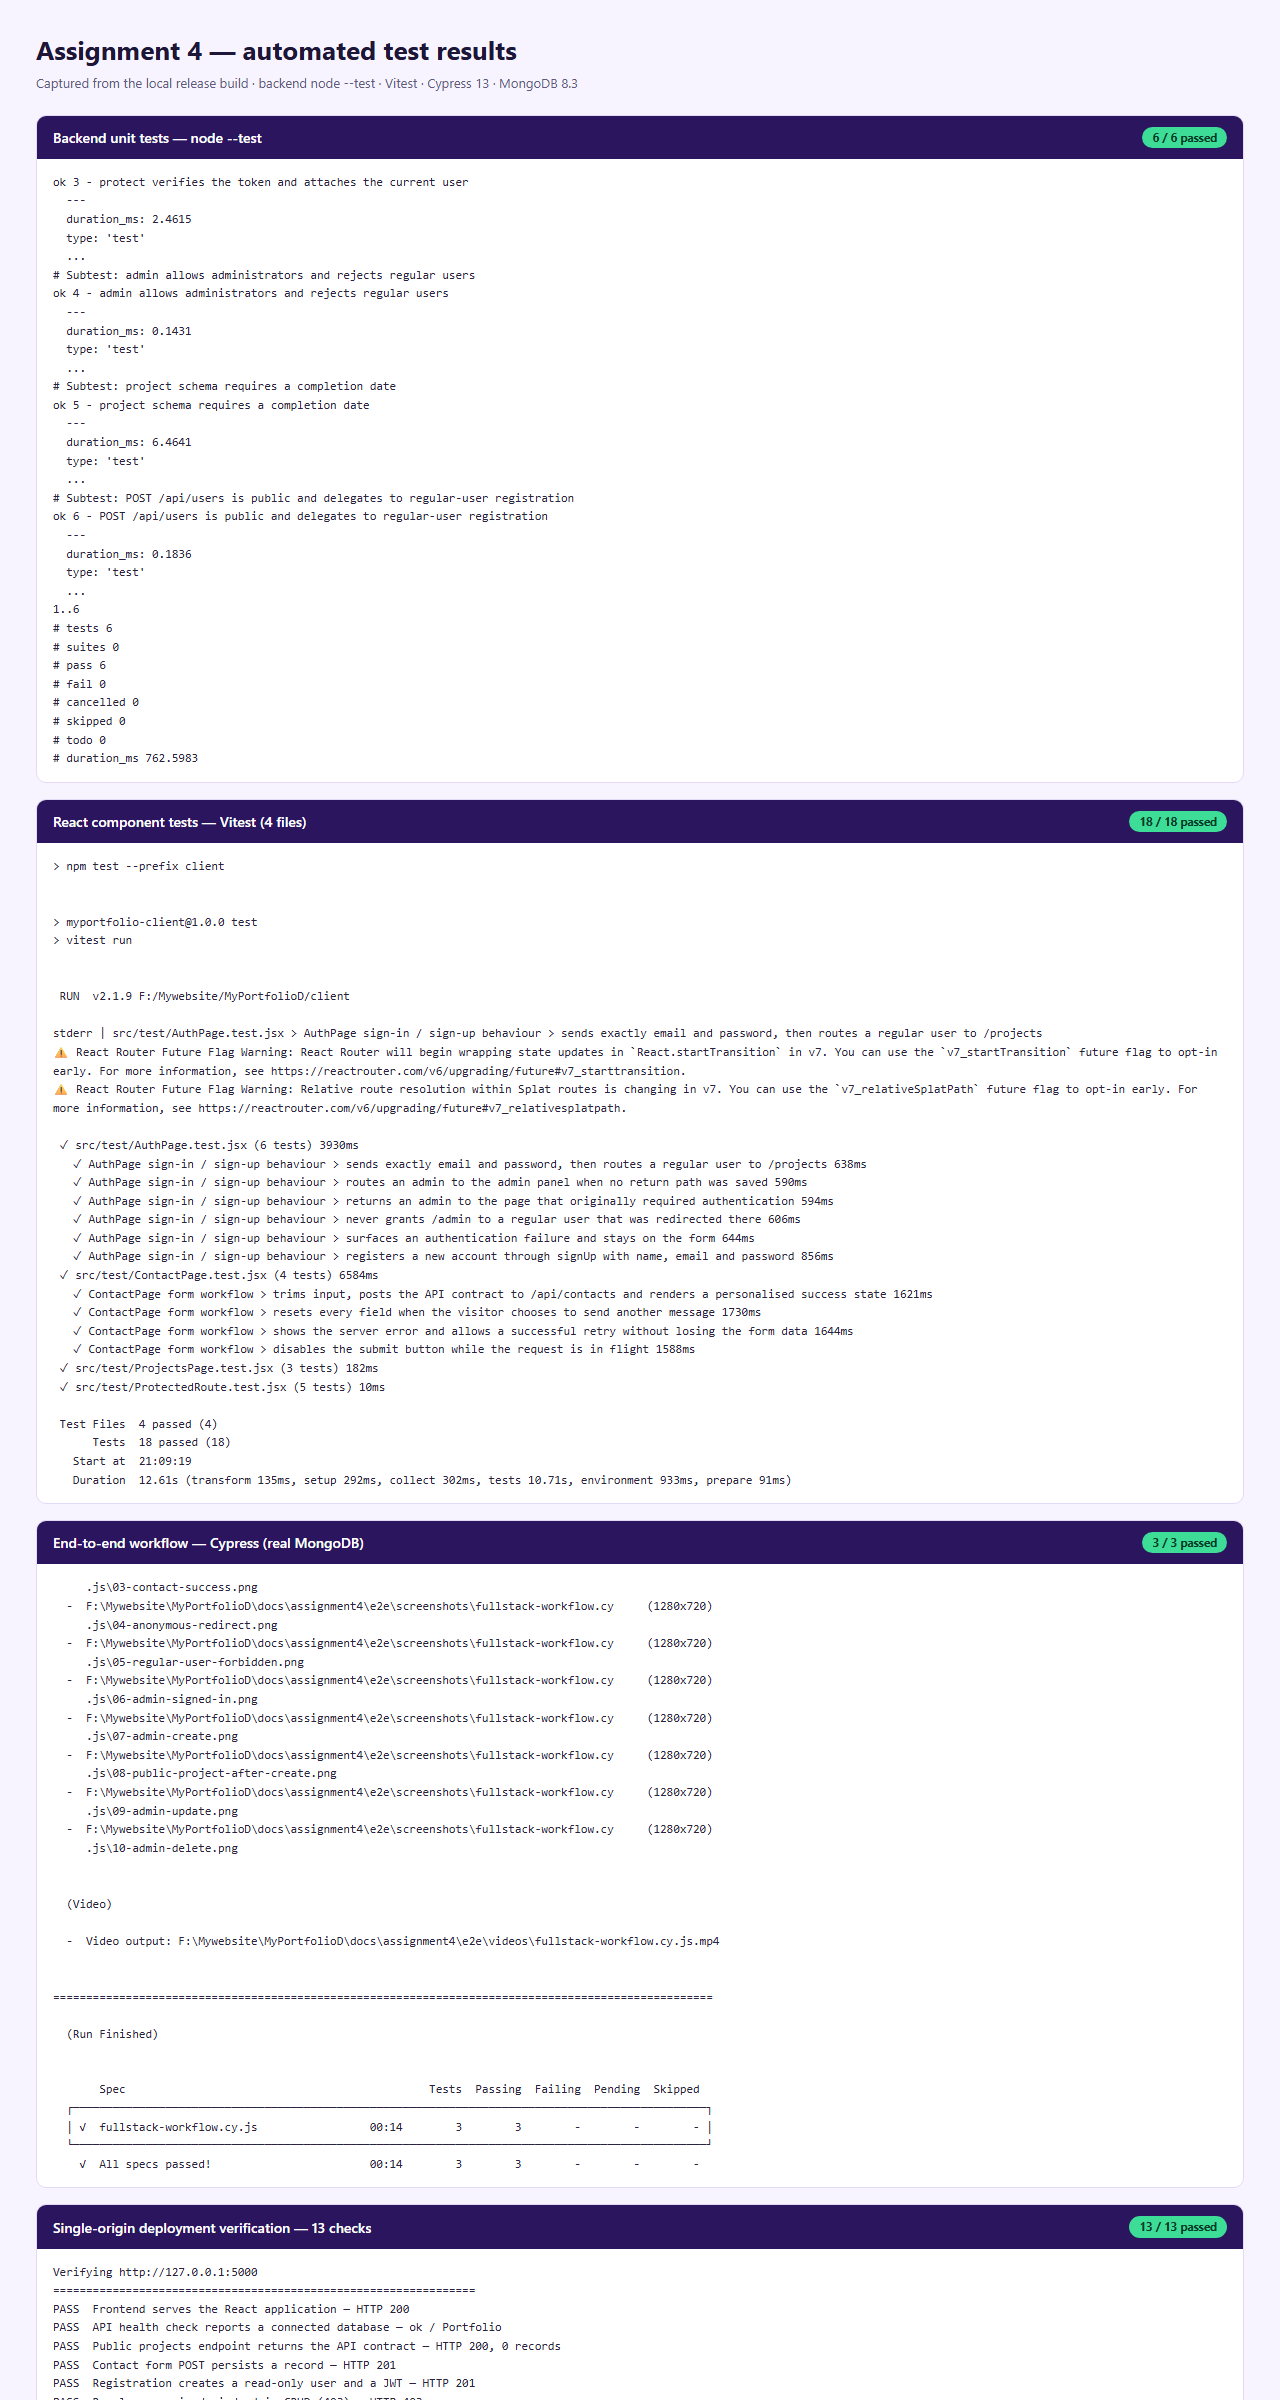 Assignment 4 — automated test results
Captured from the local release build · backend node --test · Vitest · Cypress 13 · MongoDB 8.3
Backend unit tests — node --test
6 / 6 passed
ok 3 - protect verifies the token and attaches the current user
---
duration_ms: 2.4615
type: 'test'
...
# Subtest: admin allows administrators and rejects regular users
ok 4 - admin allows administrators and rejects regular users
---
duration_ms: 0.1431
type: 'test'
...
# Subtest: project schema requires a completion date
ok 5 - project schema requires a completion date
---
duration_ms: 6.4641
type: 'test'
...
# Subtest: POST /api/users is public and delegates to regular-user registration
ok 6 - POST /api/users is public and delegates to regular-user registration
---
duration_ms: 0.1836
type: 'test'
...
1..6
# tests 6
# suites 0
# pass 6
# fail 0
# cancelled 0
# skipped 0
# todo 0
# duration_ms 762.5983
React component tests — Vitest (4 files)
18 / 18 passed
> npm test --prefix client
> myportfolio-client@1.0.0 test
> vitest run
RUN  v2.1.9 F:/Mywebsite/MyPortfolioD/client
stderr | src/test/AuthPage.test.jsx > AuthPage sign-in / sign-up behaviour > sends exactly email and password, then routes a regular user to /projects
⚠️ React Router Future Flag Warning: React Router will begin wrapping state updates in `React.startTransition` in v7. You can use the `v7_startTransition` future flag to opt-in
early. For more information, see https://reactrouter.com/v6/upgrading/future#v7_starttransition.
⚠️ React Router Future Flag Warning: Relative route resolution within Splat routes is changing in v7. You can use the `v7_relativeSplatPath` future flag to opt-in early. For
more information, see https://reactrouter.com/v6/upgrading/future#v7_relativesplatpath.
✓ src/test/AuthPage.test.jsx (6 tests) 3930ms
✓ AuthPage sign-in / sign-up behaviour > sends exactly email and password, then routes a regular user to /projects 638ms
✓ AuthPage sign-in / sign-up behaviour > routes an admin to the admin panel when no return path was saved 590ms
✓ AuthPage sign-in / sign-up behaviour > returns an admin to the page that originally required authentication 594ms
✓ AuthPage sign-in / sign-up behaviour > never grants /admin to a regular user that was redirected there 606ms
✓ AuthPage sign-in / sign-up behaviour > surfaces an authentication failure and stays on the form 644ms
✓ AuthPage sign-in / sign-up behaviour > registers a new account through signUp with name, email and password 856ms
✓ src/test/ContactPage.test.jsx (4 tests) 6584ms
✓ ContactPage form workflow > trims input, posts the API contract to /api/contacts and renders a personalised success state 1621ms
✓ ContactPage form workflow > resets every field when the visitor chooses to send another message 1730ms
✓ ContactPage form workflow > shows the server error and allows a successful retry without losing the form data 1644ms
✓ ContactPage form workflow > disables the submit button while the request is in flight 1588ms
✓ src/test/ProjectsPage.test.jsx (3 tests) 182ms
✓ src/test/ProtectedRoute.test.jsx (5 tests) 10ms
Test Files  4 passed (4)
Tests  18 passed (18)
Start at  21:09:19
Duration  12.61s (transform 135ms, setup 292ms, collect 302ms, tests 10.71s, environment 933ms, prepare 91ms)
End-to-end workflow — Cypress (real MongoDB)
3 / 3 passed
.js\03-contact-success.png
-  F:\Mywebsite\MyPortfolioD\docs\assignment4\e2e\screenshots\fullstack-workflow.cy     (1280x720)
.js\04-anonymous-redirect.png
-  F:\Mywebsite\MyPortfolioD\docs\assignment4\e2e\screenshots\fullstack-workflow.cy     (1280x720)
.js\05-regular-user-forbidden.png
-  F:\Mywebsite\MyPortfolioD\docs\assignment4\e2e\screenshots\fullstack-workflow.cy     (1280x720)
.js\06-admin-signed-in.png
-  F:\Mywebsite\MyPortfolioD\docs\assignment4\e2e\screenshots\fullstack-workflow.cy     (1280x720)
.js\07-admin-create.png
-  F:\Mywebsite\MyPortfolioD\docs\assignment4\e2e\screenshots\fullstack-workflow.cy     (1280x720)
.js\08-public-project-after-create.png
-  F:\Mywebsite\MyPortfolioD\docs\assignment4\e2e\screenshots\fullstack-workflow.cy     (1280x720)
.js\09-admin-update.png
-  F:\Mywebsite\MyPortfolioD\docs\assignment4\e2e\screenshots\fullstack-workflow.cy     (1280x720)
.js\10-admin-delete.png
(Video)
-  Video output: F:\Mywebsite\MyPortfolioD\docs\assignment4\e2e\videos\fullstack-workflow.cy.js.mp4
====================================================================================================
(Run Finished)
Spec                                              Tests  Passing  Failing  Pending  Skipped
√  fullstack-workflow.cy.js                 00:14        3        3        -        -        -
√  All specs passed!                        00:14        3        3        -        -        -
Single-origin deployment verification — 13 checks
13 / 13 passed
Verifying http://127.0.0.1:5000
================================================================
PASS  Frontend serves the React application — HTTP 200
PASS  API health check reports a connected database — ok / Portfolio
PASS  Public projects endpoint returns the API contract — HTTP 200, 0 records
PASS  Contact form POST persists a record — HTTP 201
PASS  Registration creates a read-only user and a JWT — HTTP 201